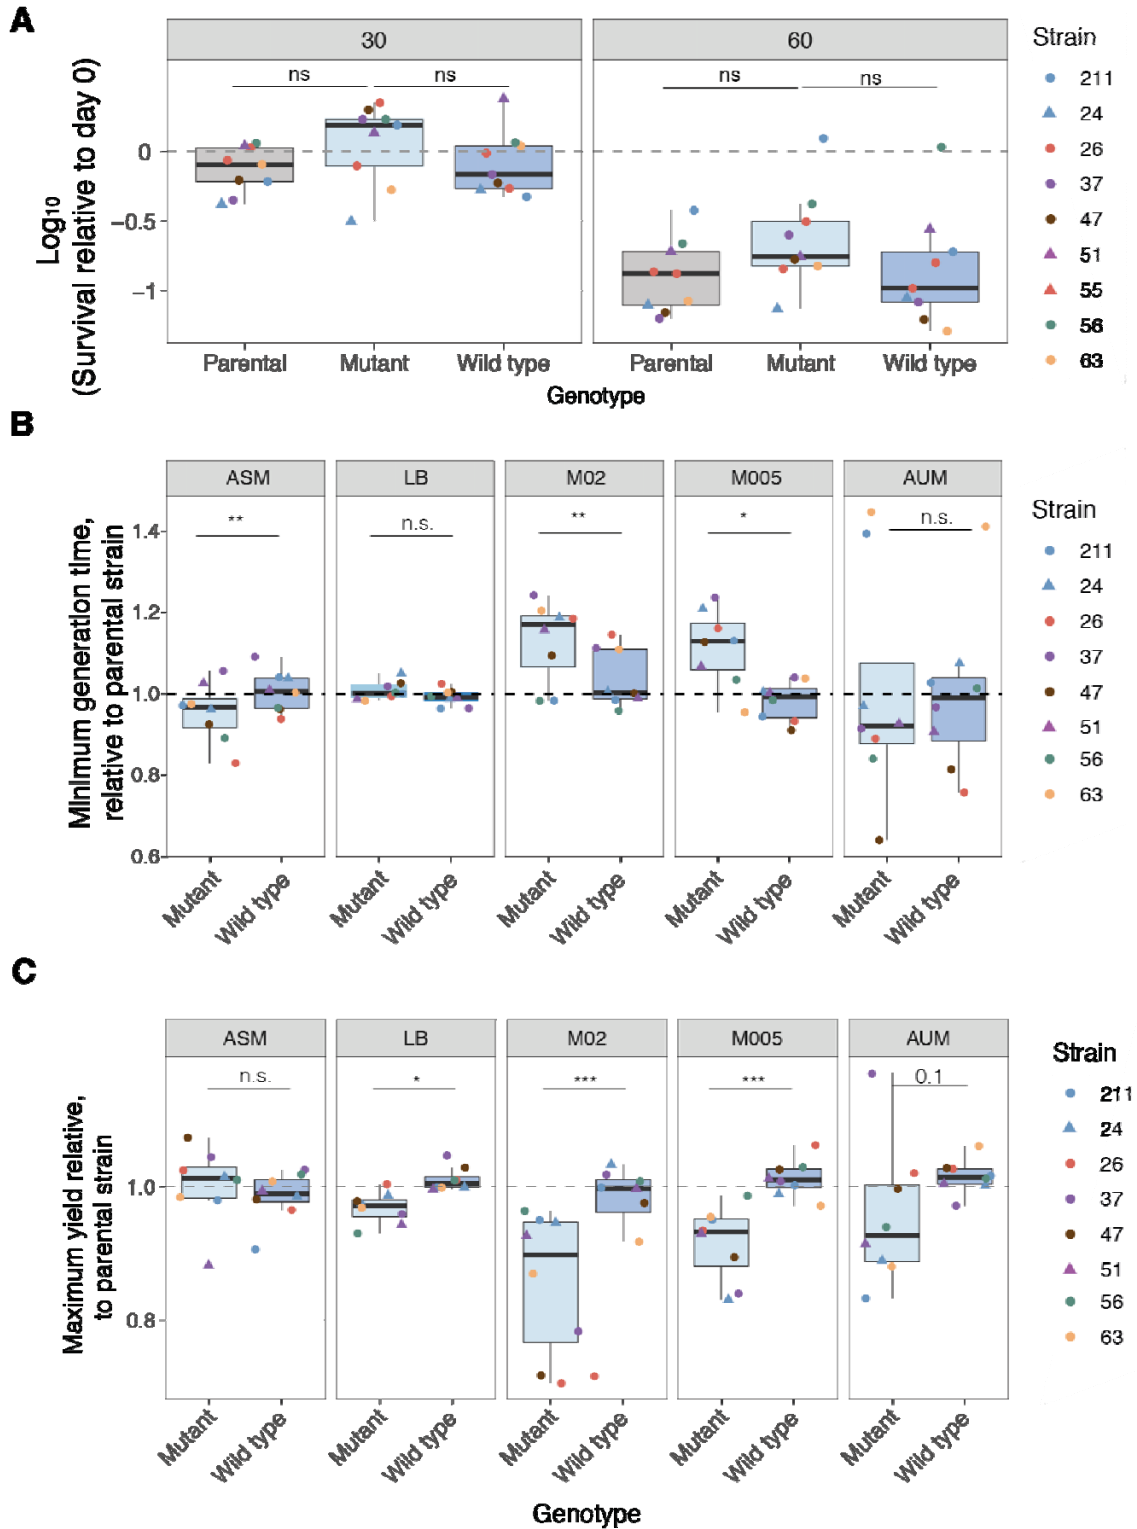 A
30
60
Strain
ns
ns
ns
ns
Log10
(Survival relative to day 0)
0
−0.5
−1
211
24
26
37
47
51
55
56
63
Parental
Mutant
Wild type
Parental
Mutant
Wild type
Genotype
B
ASM
LB
M02
M005
AUM
Strain
**
n.s.
**
*
n.s.
Minimum generation time,
relative to parental strain
1.4
1.2
1.0
0.8
0.6
211
24
26
37
47
51
56
63
Mutant
Wild type
Mutant
Wild type
Mutant
Wild type
Mutant
Wild type
Mutant
Wild type
C
ASM
LB
M02
M005
AUM
Strain
n.s.
*
***
***
0.1
Maximum yield relative,
to parental strain
1.0
0.8
211
24
26
37
47
51
56
63
Mutant
Wild type
Mutant
Wild type
Mutant
Wild type
Mutant
Wild type
Mutant
Wild type
Genotype